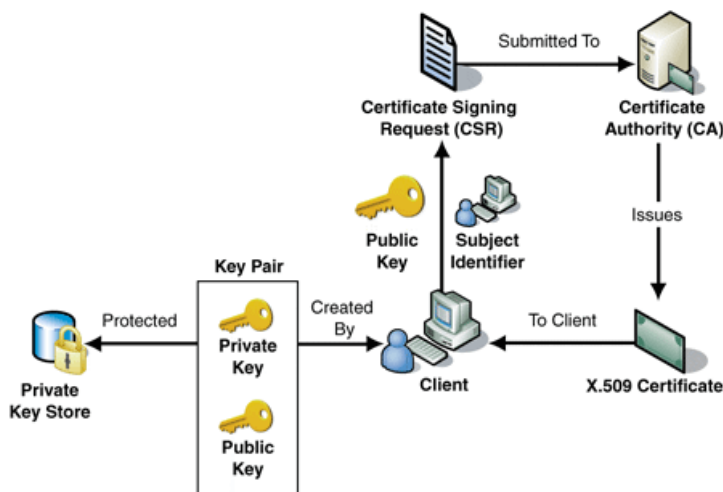 Submitted To
Certificate Signing
Request (CSR)
Certificate
Authority (CA)
Public
Key
Subject
Identifier
Issues
Key Pair
Protected
Private
Key
Created
By
To Client
Private
Key Store
Client
X.509 Certificate
Public
Key